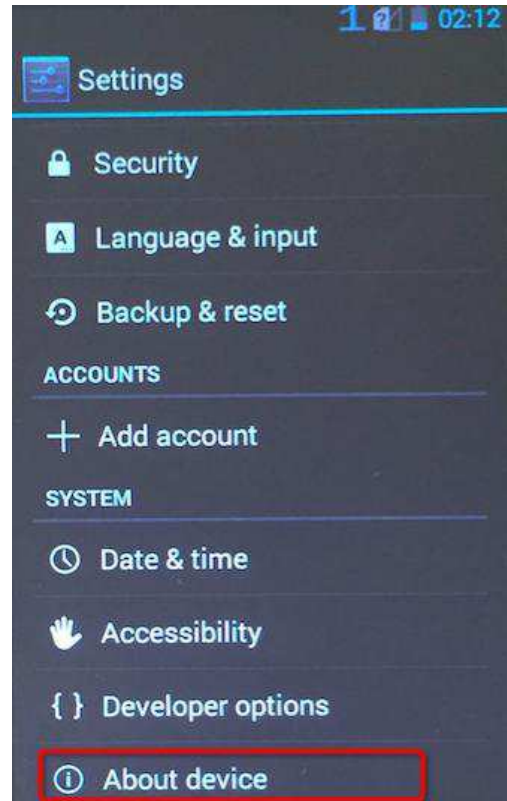 1 02:12
Settings
Security
A Language & input
Backup & reset
ACCOUNTS
Add account
SYSTEM
Date & time
Accessibility
{ } Developer options
About device